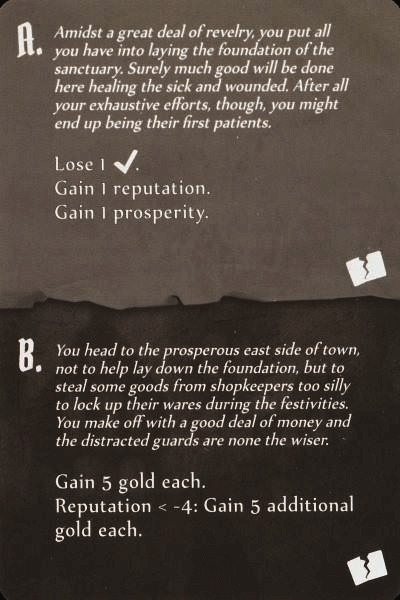 A.
Amidst a great deal of revelry, you put all
you have into laying the foundation of the
sanctuary. Surely much good will be done
here healing the sick and wounded. After all
your exhaustive efforts, though, you might
end up being their first patients.
Lose 1 ✓.
Gain 1 reputation.
Gain 1 prosperity.
B.
You head to the prosperous east side of town,
not to help lay down the foundation, but to
steal some goods from shopkeepers too silly
to lock up their wares during the festivities.
You make off with a good deal of money and
the distracted guards are none the wiser.
Gain 5 gold each.
Reputation < -4: Gain 5 additional
gold each.